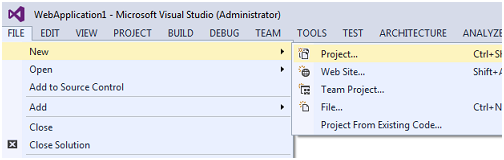 WebApplication1 - Microsoft Visual Studio (Administrator)
FILE EDIT VIEW PROJECT BUILD DEBUG TEAM TOOLS TEST ARCHITECTURE ANALYZE
New
Open
Add to Source Control
Add
Close
Close Solution
Project... Ctrl+Sh
Web Site... Shift+A
Team Project...
File... Ctrl+N
Project From Existing Code...